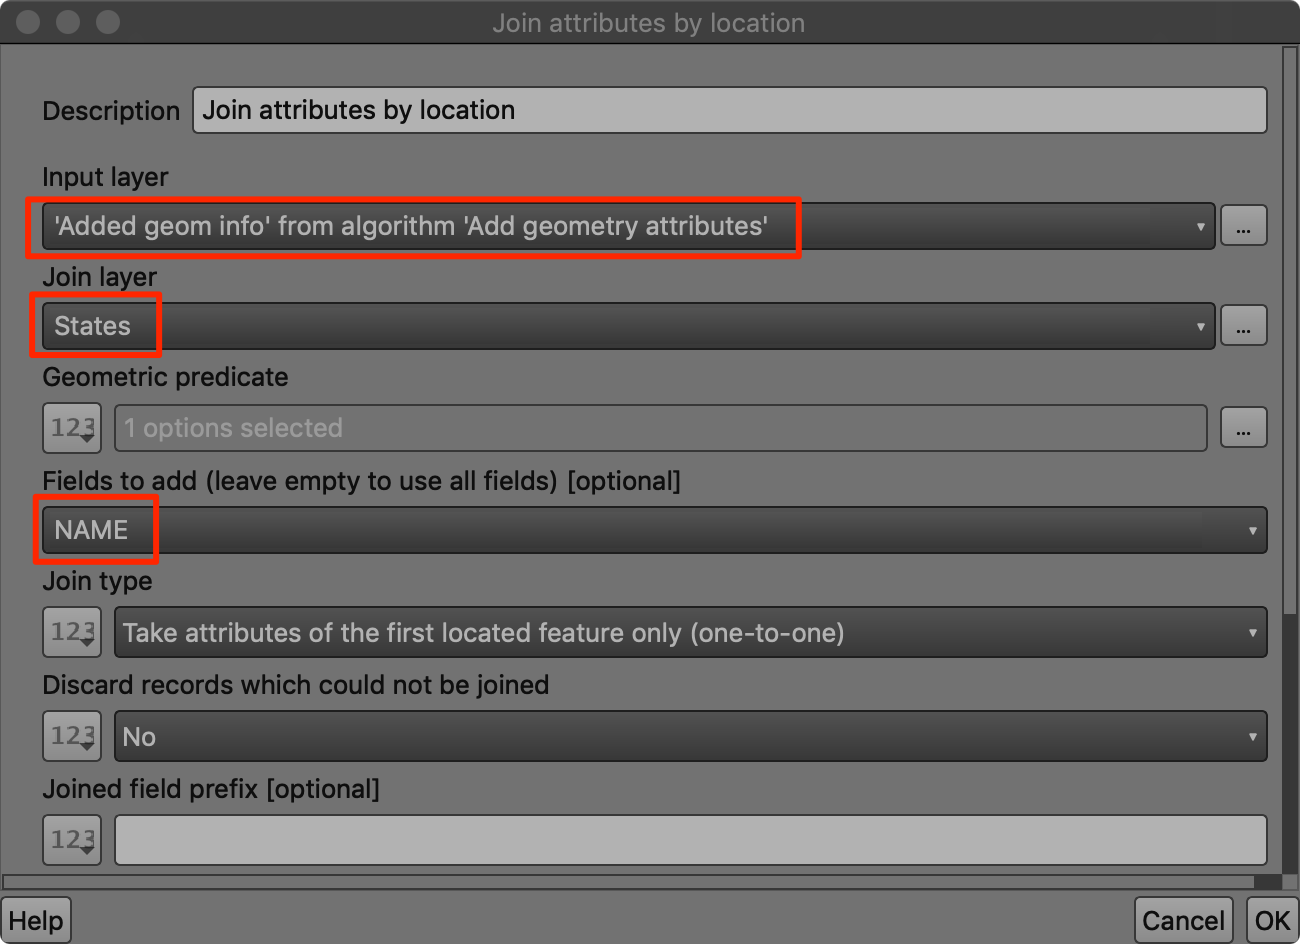 Join attributes by location
Description Join attributes by location
Input layer
'Added geom info' from algorithm 'Add geometry attributes' ...
Join layer
States ...
Geometric predicate
123 1 options selected ...
Fields to add (leave empty to use all fields) [optional]
NAME
Join type
123 Take attributes of the first located feature only (one-to-one)
Discard records which could not be joined
123 No
Joined field prefix [optional]
123
Help Cancel OK